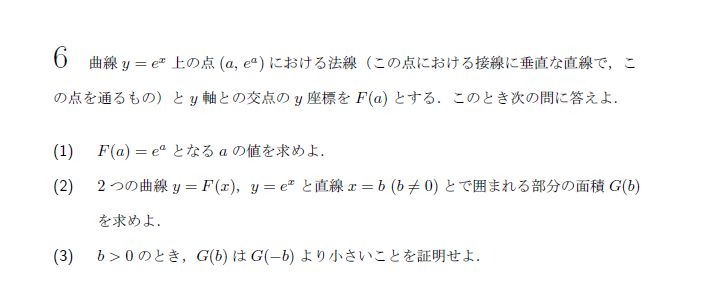 6 曲線 y = e^x 上の点 (a, e^a) における法線（この点における接線に垂直な直線で，こ
の点を通るもの）と y 軸との交点の y 座標を F(a) とする．このとき次の問に答えよ．
(1) F(a) = e^a となる a の値を求めよ．
(2) 2 つの曲線 y = F(x)，y = e^x と直線 x = b (b ≠ 0) とで囲まれる部分の面積 G(b)
を求めよ．
(3) b > 0 のとき，G(b) は G(−b) より小さいことを証明せよ．